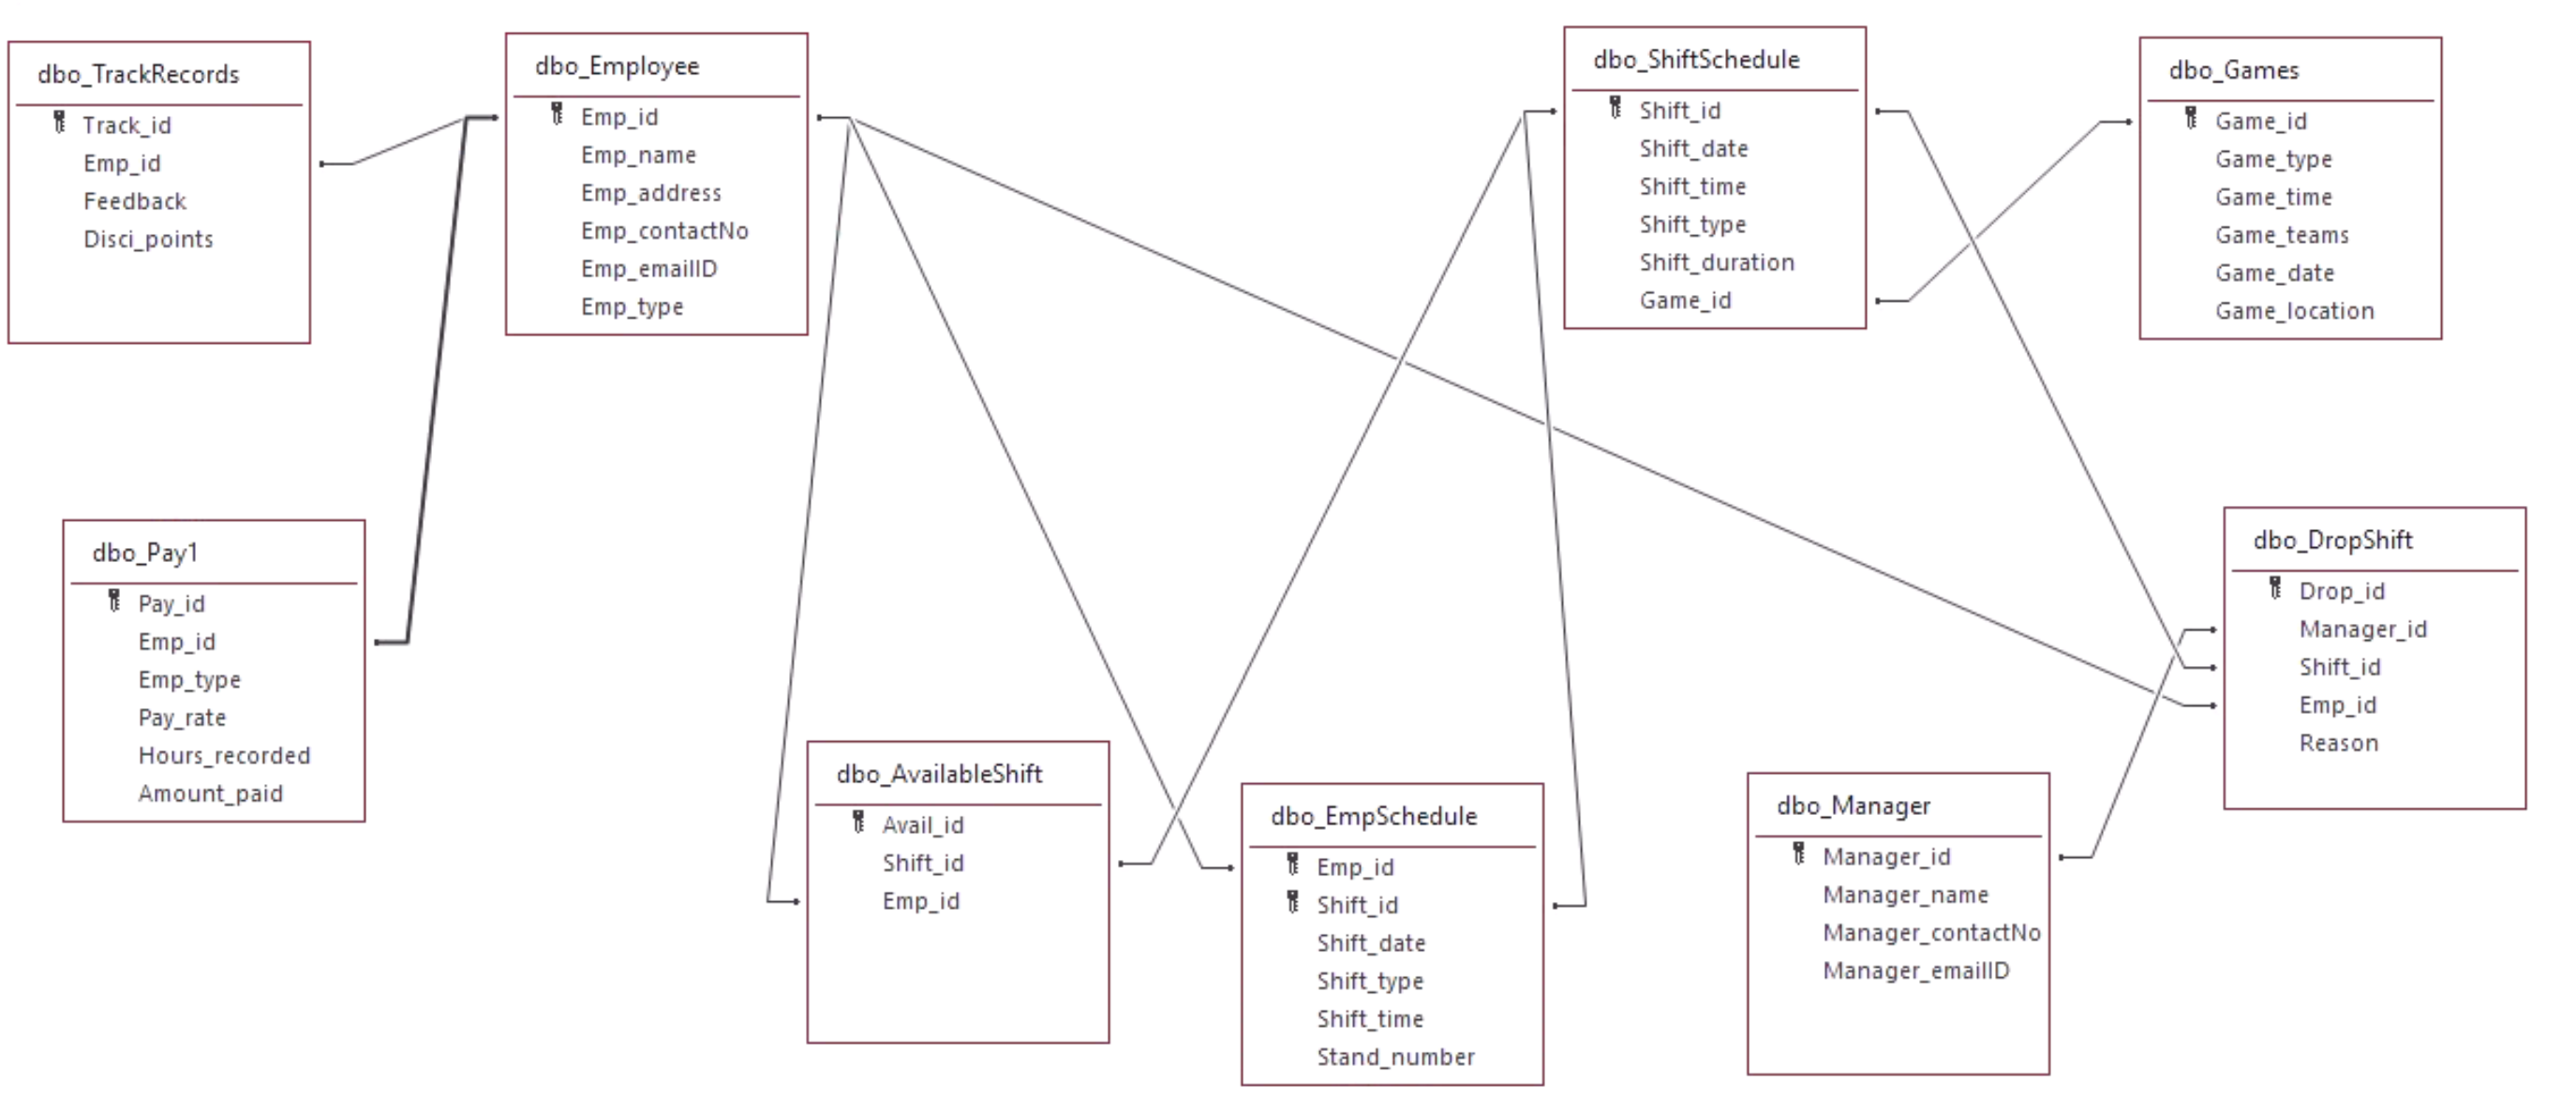 dbo_TrackRecords
Track_id
Emp_id
Feedback
Disci_points
dbo_Employee
Emp_id
Emp_name
Emp_address
Emp_contactNo
Emp_emailID
Emp_type
dbo_ShiftSchedule
Shift_id
Shift_date
Shift_time
Shift_type
Shift_duration
Game_id
dbo_Games
Game_id
Game_type
Game_time
Game_teams
Game_date
Game_location
dbo_Pay1
Pay_id
Emp_id
Emp_type
Pay_rate
Hours_recorded
Amount_paid
dbo_AvailableShift
Avail_id
Shift_id
Emp_id
dbo_EmpSchedule
Emp_id
Shift_id
Shift_date
Shift_type
Shift_time
Stand_number
dbo_Manager
Manager_id
Manager_name
Manager_contactNo
Manager_emailID
dbo_DropShift
Drop_id
Manager_id
Shift_id
Emp_id
Reason